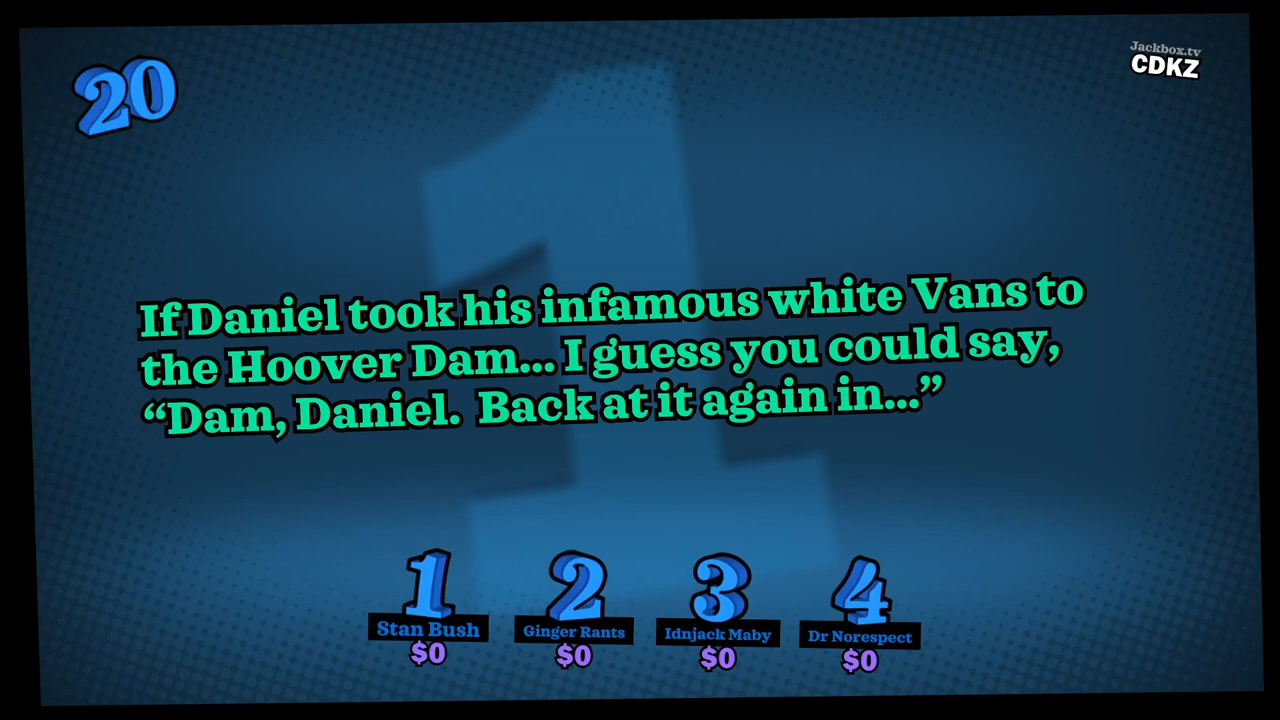 20
Jackbox.tv
CDKZ
1
If Daniel took his infamous white Vans to
the Hoover Dam... I guess you could say,
“Dam, Daniel.  Back at it again in...”
1
Stan Bush
$0
2
Ginger Rants
$0
3
Idnjack Maby
$0
4
Dr Norespect
$0